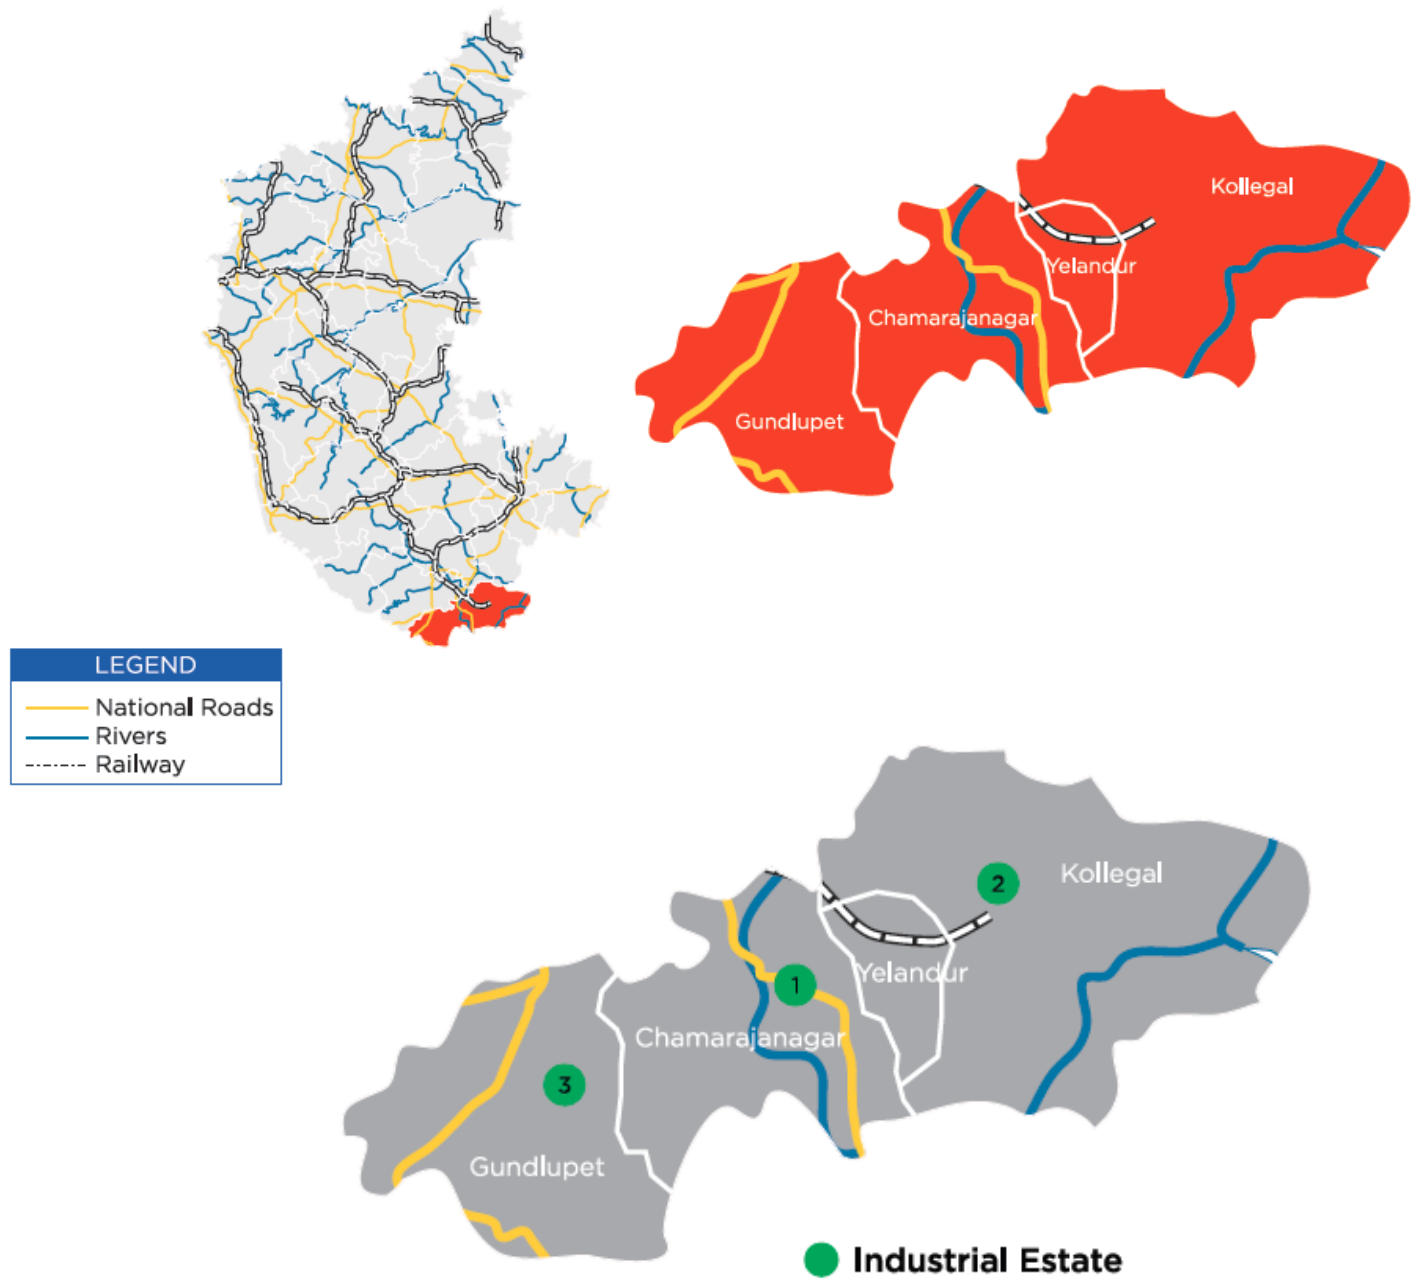 Kollegal
Yelandur
Chamarajanagar
Gundlupet
LEGEND
National Roads
Rivers
Railway
Kollegal
2
Yelandur
1
Chamarajanagar
3
Gundlupet
Industrial Estate